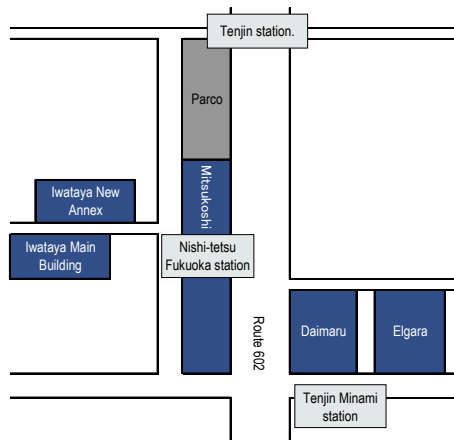 Tenjin station.
Parco
Mitsukoshi
Iwataya New
Annex
Iwataya Main
Building
Nishi-tetsu
Fukuoka station
Route 602
Daimaru
Elgara
Tenjin Minami
station